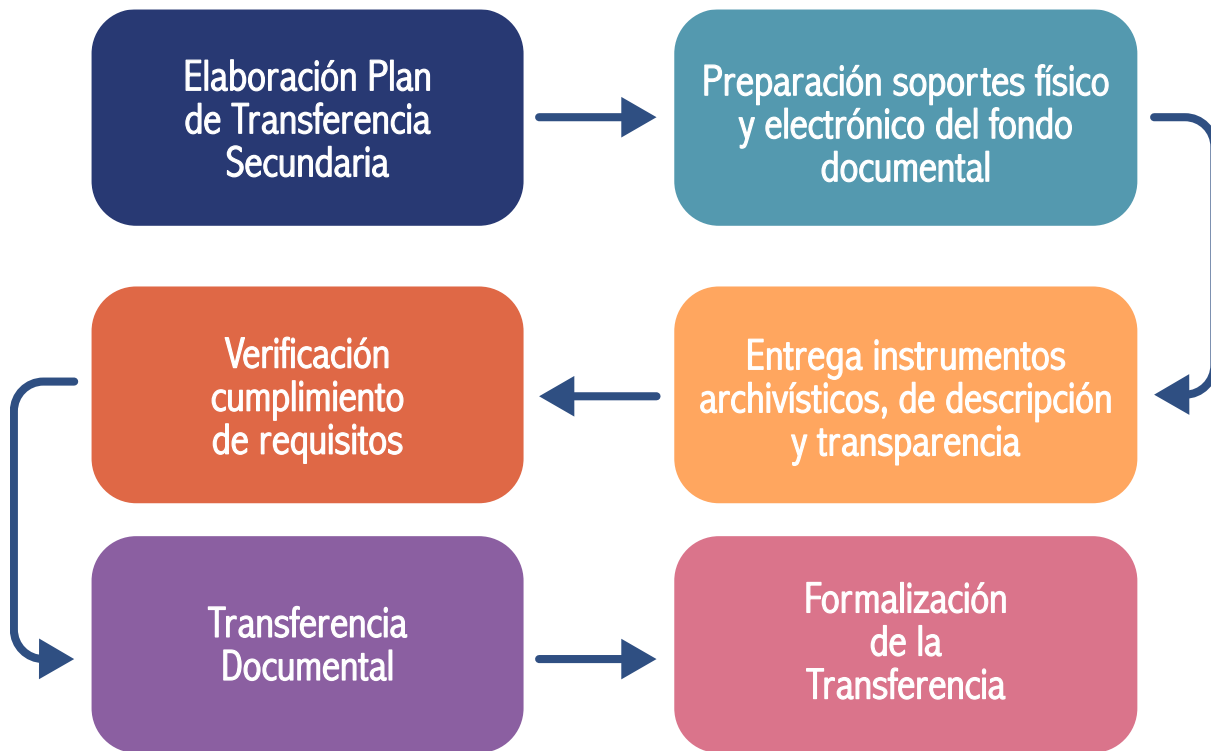 Elaboración Plan
de Transferencia
Secundaria
Preparación soportes físico
y electrónico del fondo
documental
Entrega instrumentos
archivísticos, de descripción
y transparencia
Verificación
cumplimiento
de requisitos
Transferencia
Documental
Formalización
de la
Transferencia